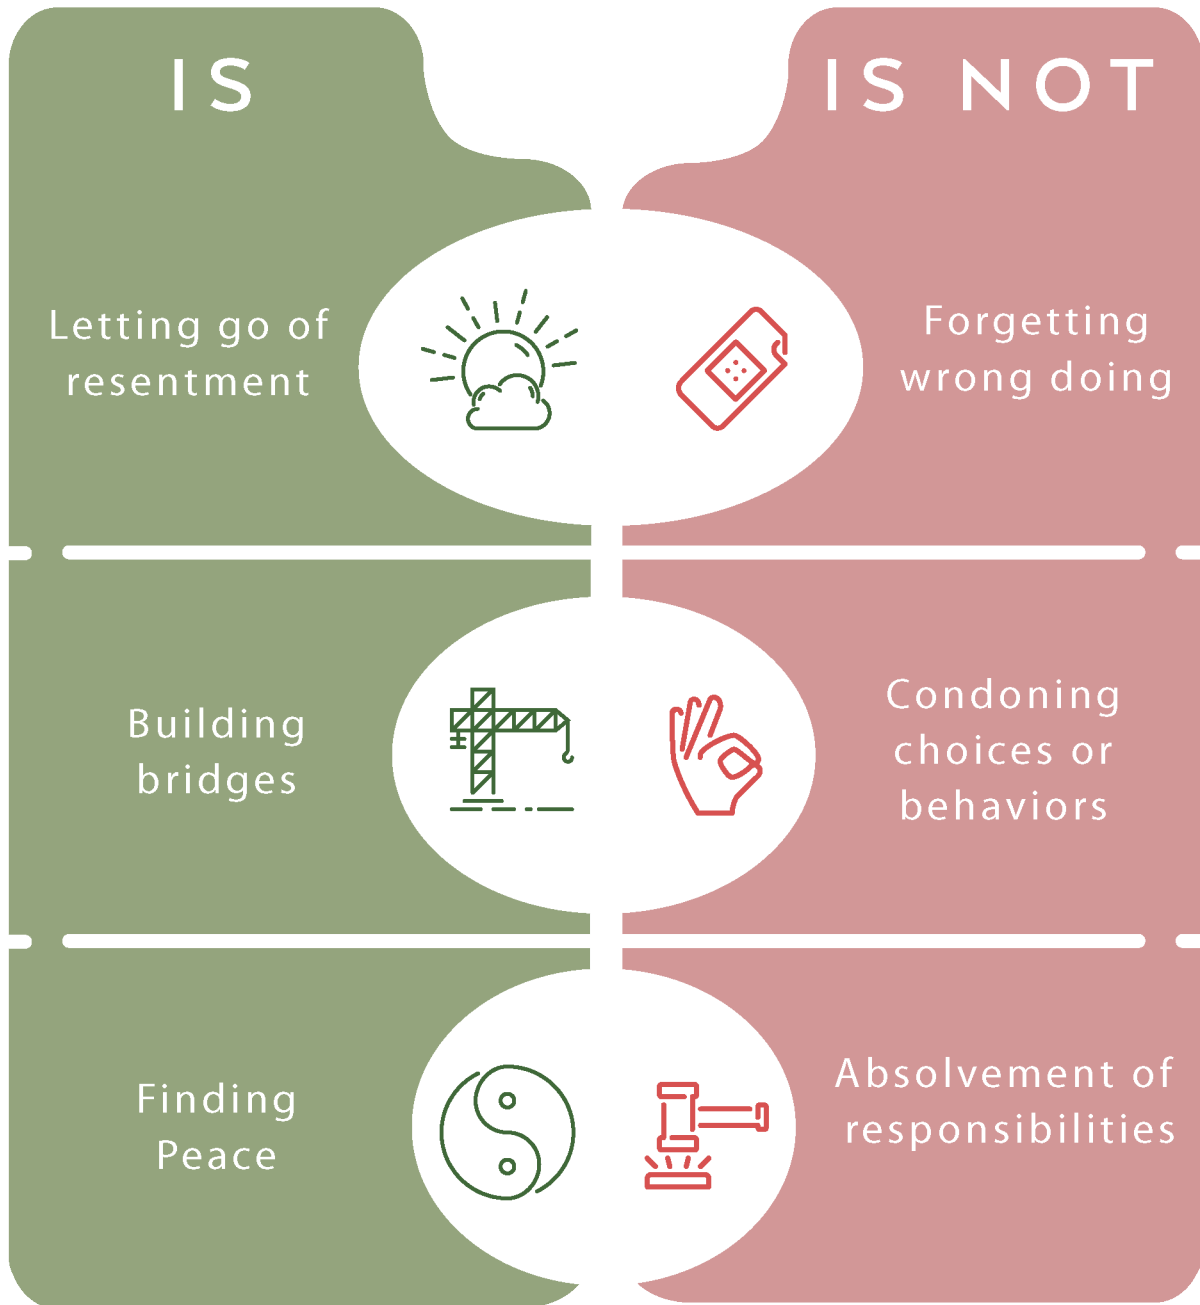 IS
IS NOT
Letting go of
resentment
Forgetting
wrong doing
Building
bridges
Condoning
choices or
behaviors
Finding
Peace
Absolvement of
responsibilities